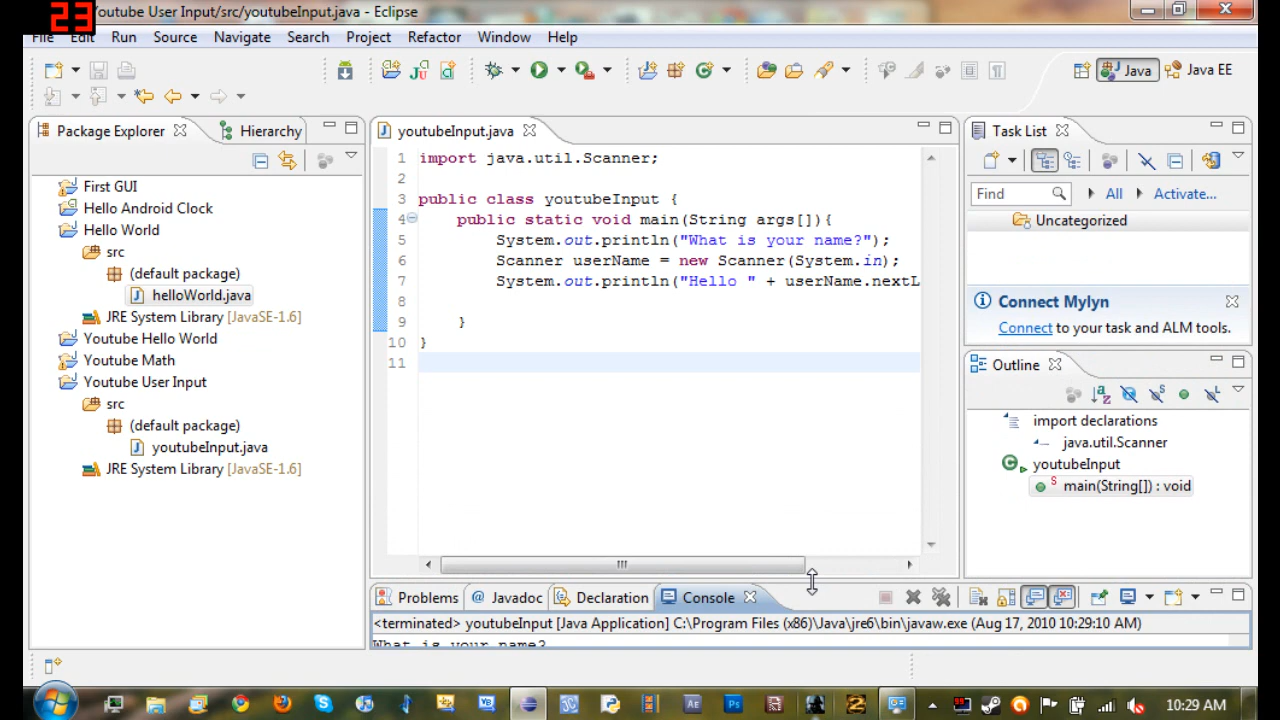 23
Youtube User Input/src/youtubeInput.java - Eclipse
File Edit Run Source Navigate Search Project Refactor Window Help
Java
Java EE
Package Explorer
Hierarchy
First GUI
Hello Android Clock
Hello World
src
(default package)
helloWorld.java
JRE System Library [JavaSE-1.6]
Youtube Hello World
Youtube Math
Youtube User Input
src
(default package)
youtubeInput.java
JRE System Library [JavaSE-1.6]
youtubeInput.java
1 import java.util.Scanner;
2
3 public class youtubeInput {
4 public static void main(String args[]){
5 System.out.println("What is your name?");
6 Scanner userName = new Scanner(System.in);
7 System.out.println("Hello " + userName.nextL
8
9 }
10 }
11
Task List
Find
All
Activate...
Uncategorized
Connect Mylyn
Connect to your task and ALM tools.
Outline
import declarations
java.util.Scanner
youtubeInput
main(String[]) : void
Problems @ Javadoc Declaration Console
<terminated> youtubeInput [Java Application] C:\Program Files (x86)\Java\jre6\bin\javaw.exe (Aug 17, 2010 10:29:10 AM)
What is your name?
10:29 AM